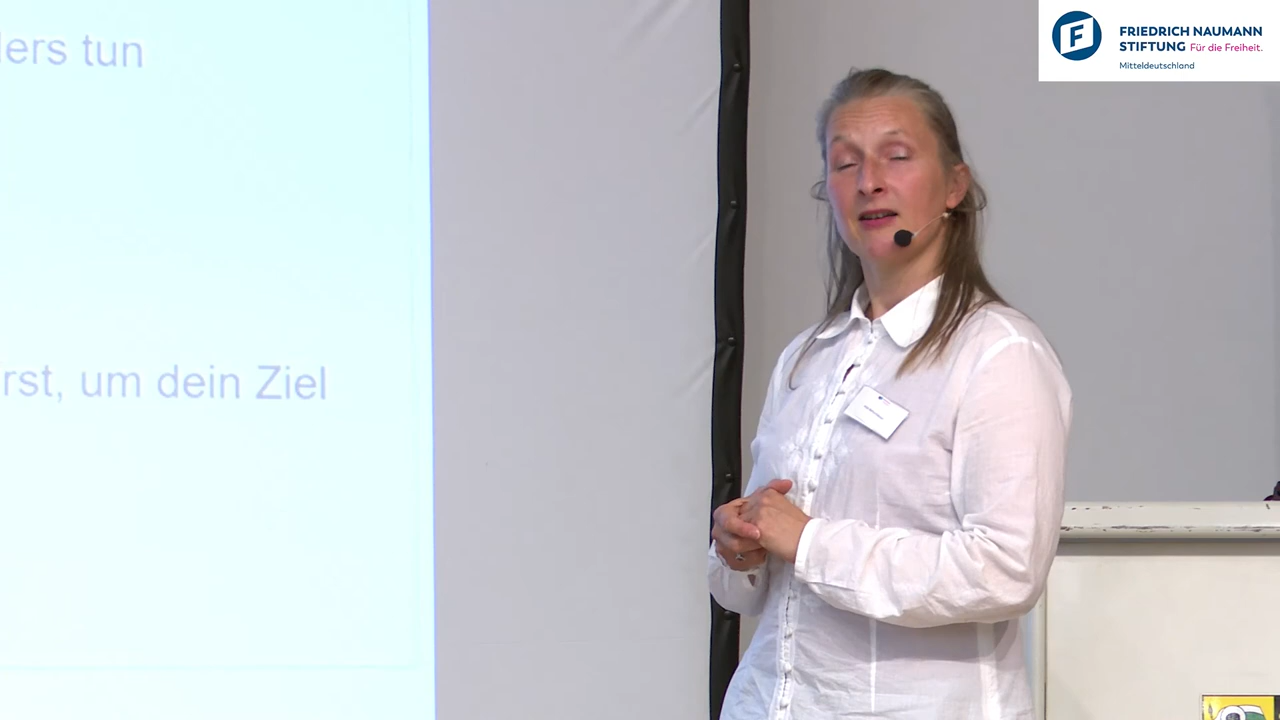 ders tun
rst, um dein Ziel
FRIEDRICH NAUMANN
STIFTUNG Für die Freiheit.
Mitteldeutschland